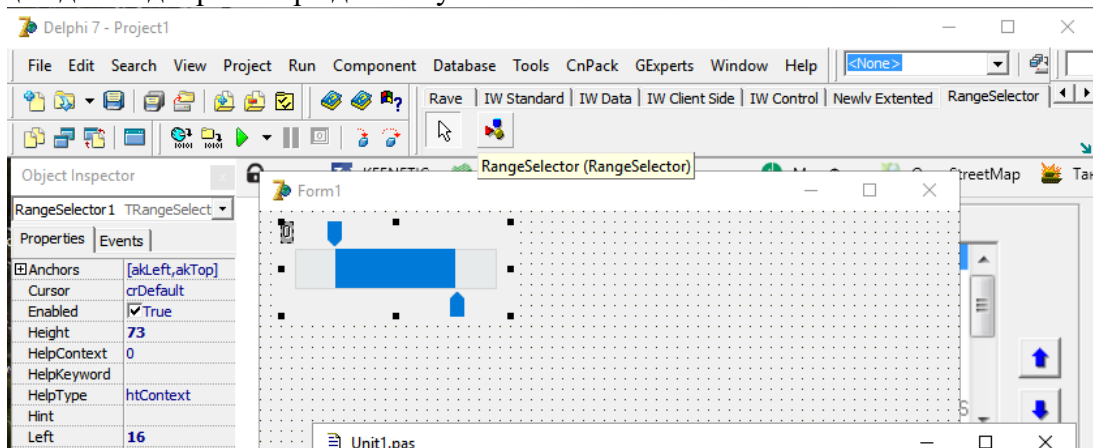 Delphi 7 - Project1
File Edit Search View Project Run Component Database Tools CnPack GExperts Window Help <None>
Rave IW Standard IW Data IW Client Side IW Control Newly Extented RangeSelector
RangeSelector (RangeSelector)
Object Inspector
StreetMap
Form1
RangeSelector1 TRangeSelect
Properties Events
Anchors [akLeft,akTop]
Cursor crDefault
Enabled True
Height 73
HelpContext 0
HelpKeyword
HelpType htContext
Hint
Left 16
Unit1.pas